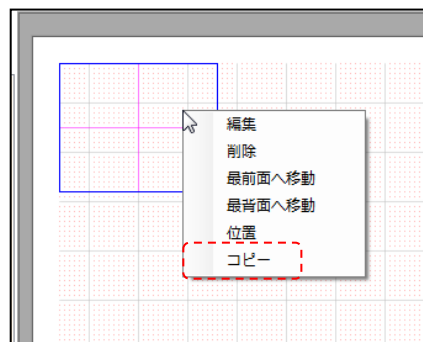 編集
削除
最前面へ移動
最背面へ移動
位置
コピー